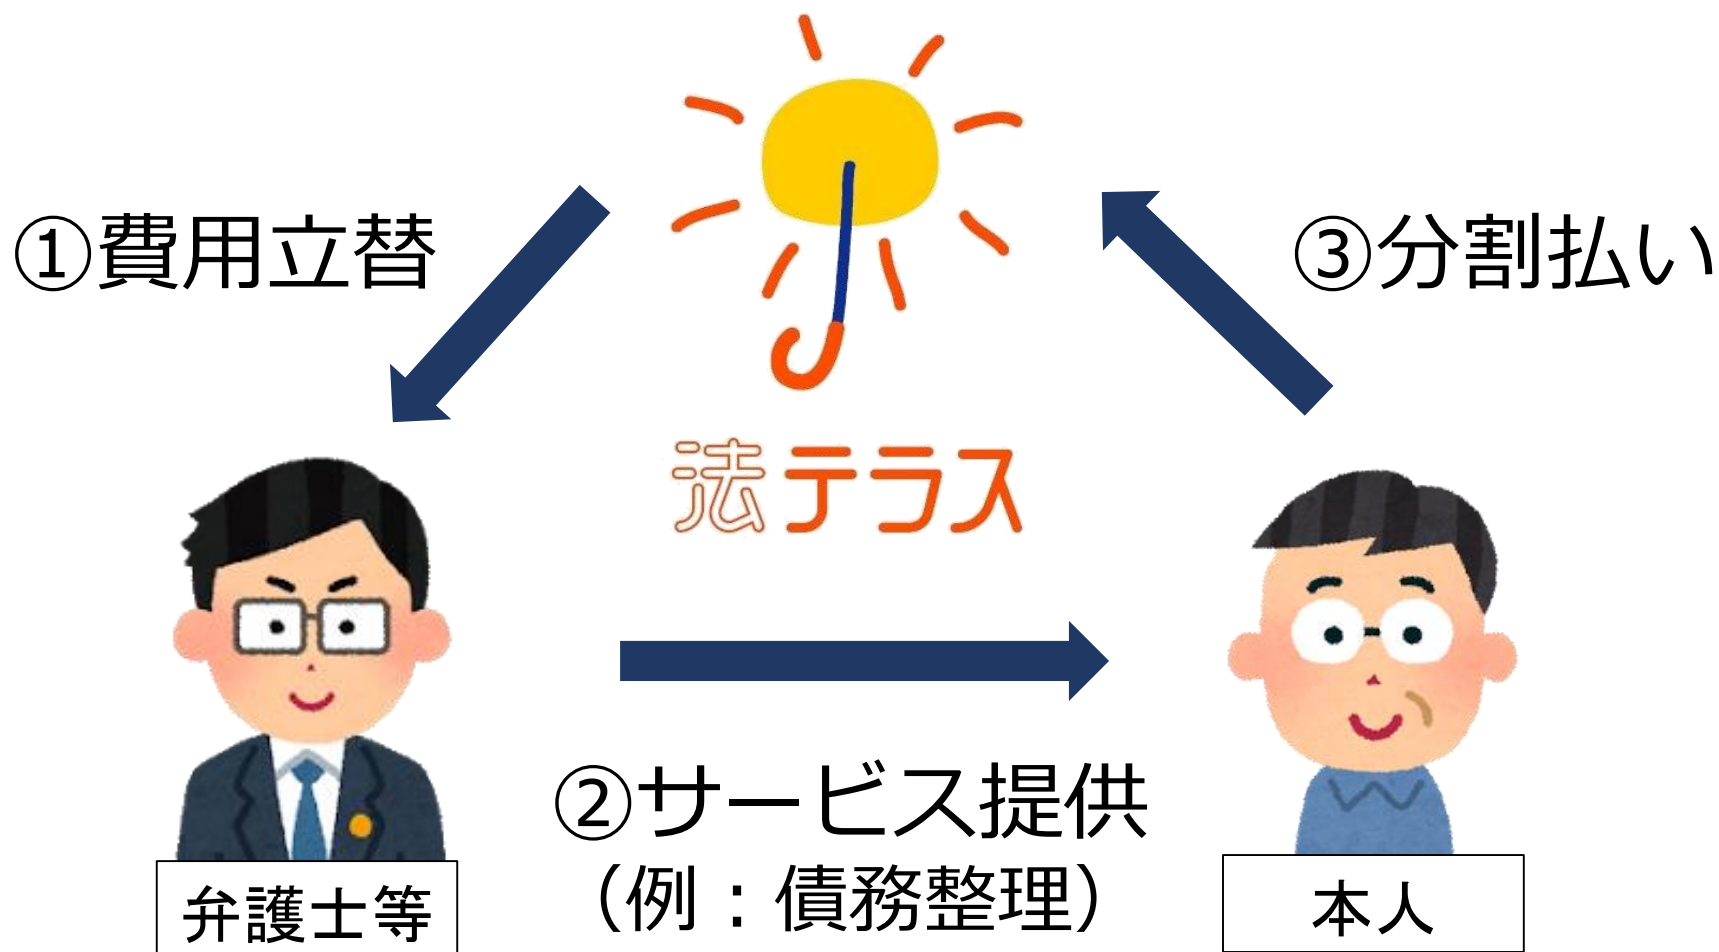 ①費用立替
③分割払い
法テラス
②サービス提供
（例：債務整理）
弁護士等
本人